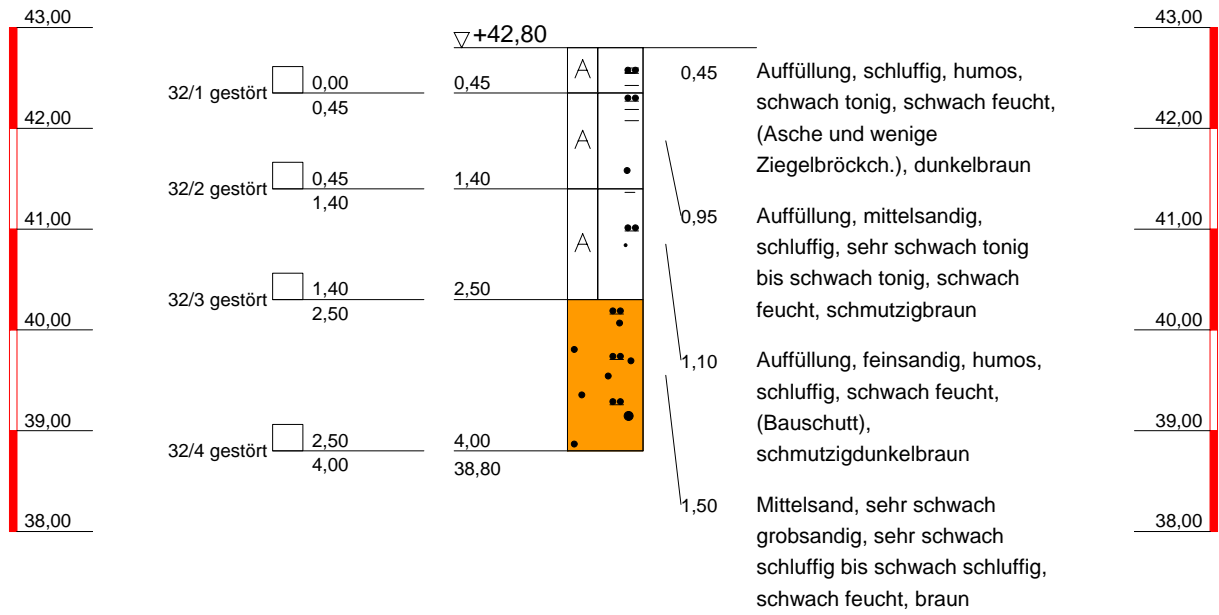 43,00
42,00
41,00
40,00
39,00
38,00
32/1 gestört
0,00
0,45
32/2 gestört
0,45
1,40
32/3 gestört
1,40
2,50
32/4 gestört
2,50
4,00
+42,80
0,45
1,40
2,50
4,00
38,80
A
A
A
0,45
Auffüllung, schluffig, humos,
schwach tonig, schwach feucht,
(Asche und wenige
Ziegelbröckch.), dunkelbraun
0,95
Auffüllung, mittelsandig,
schluffig, sehr schwach tonig
bis schwach tonig, schwach
feucht, schmutzigbraun
1,10
Auffüllung, feinsandig, humos,
schluffig, schwach feucht,
(Bauschutt),
schmutzigdunkelbraun
1,50
Mittelsand, sehr schwach
grobsandig, sehr schwach
schluffig bis schwach schluffig,
schwach feucht, braun
43,00
42,00
41,00
40,00
39,00
38,00